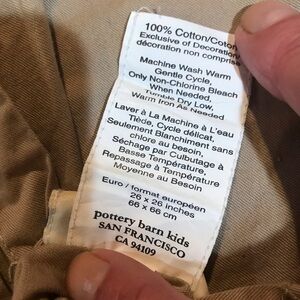 100% Cotton/Coton
Exclusive of Decoration
décoration non comprise
Machine Wash Warm
Gentle Cycle,
Only Non-Chlorine Bleach
When Needed,
Tumble Dry Low,
Warm Iron As Needed
Laver à La Machine à L'eau
Tiède, Cycle délicat,
Seulement Blanchiment sans
chlore au besoin,
Séchage par Culbutage à
Basse Température,
Repassage à Température
Moyenne au Besoin
Euro / format européen
26 x 26 inches
66 x 66 cm
pottery barn kids
SAN FRANCISCO
CA 94109